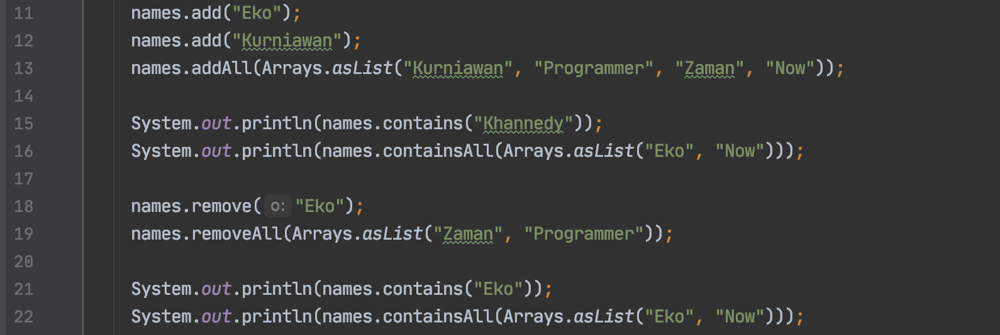 11 names.add("Eko");
12 names.add("Kurniawan");
13 names.addAll(Arrays.asList("Kurniawan", "Programmer", "Zaman", "Now"));
14
15 System.out.println(names.contains("Khannedy"));
16 System.out.println(names.containsAll(Arrays.asList("Eko", "Now")));
17
18 names.remove( o: "Eko");
19 names.removeAll(Arrays.asList("Zaman", "Programmer"));
20
21 System.out.println(names.contains("Eko"));
22 System.out.println(names.containsAll(Arrays.asList("Eko", "Now")));